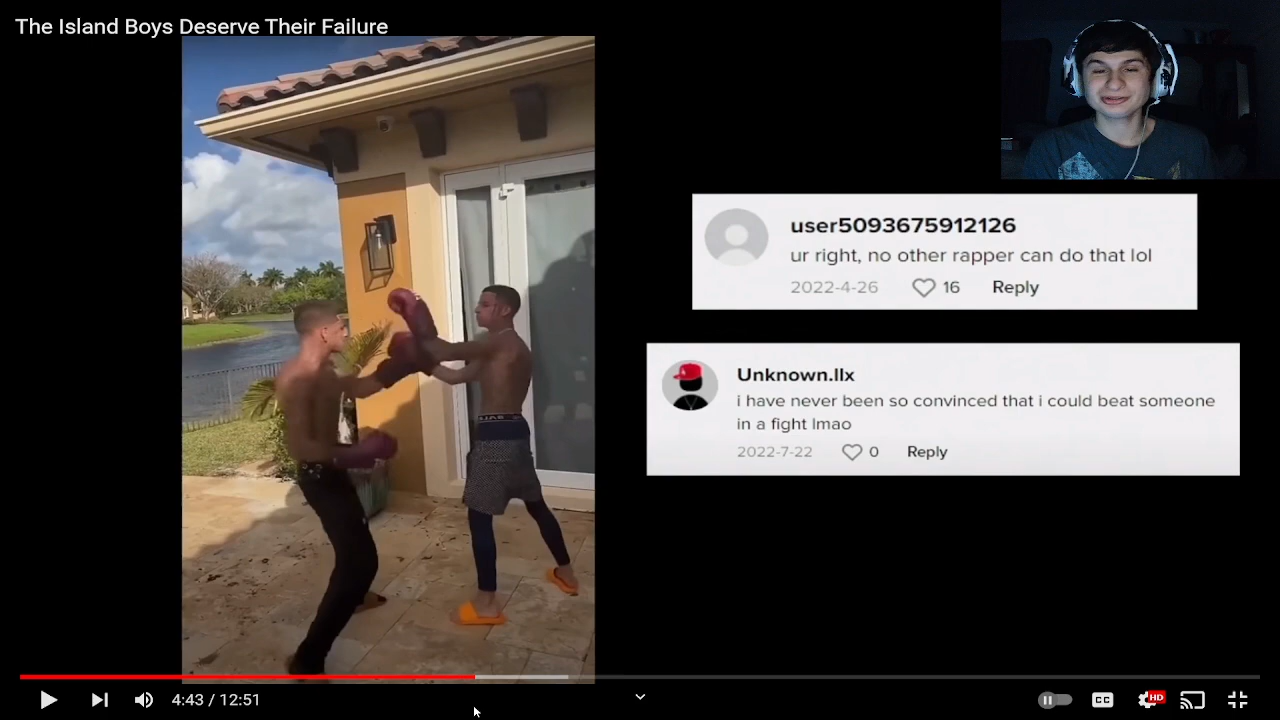 The Island Boys Deserve Their Failure
user5093675912126
ur right, no other rapper can do that lol
2022-4-26 16 Reply
Unknown.llx
i have never been so convinced that i could beat someone
in a fight lmao
2022-7-22 0 Reply
4:43 / 12:51
CC
HD